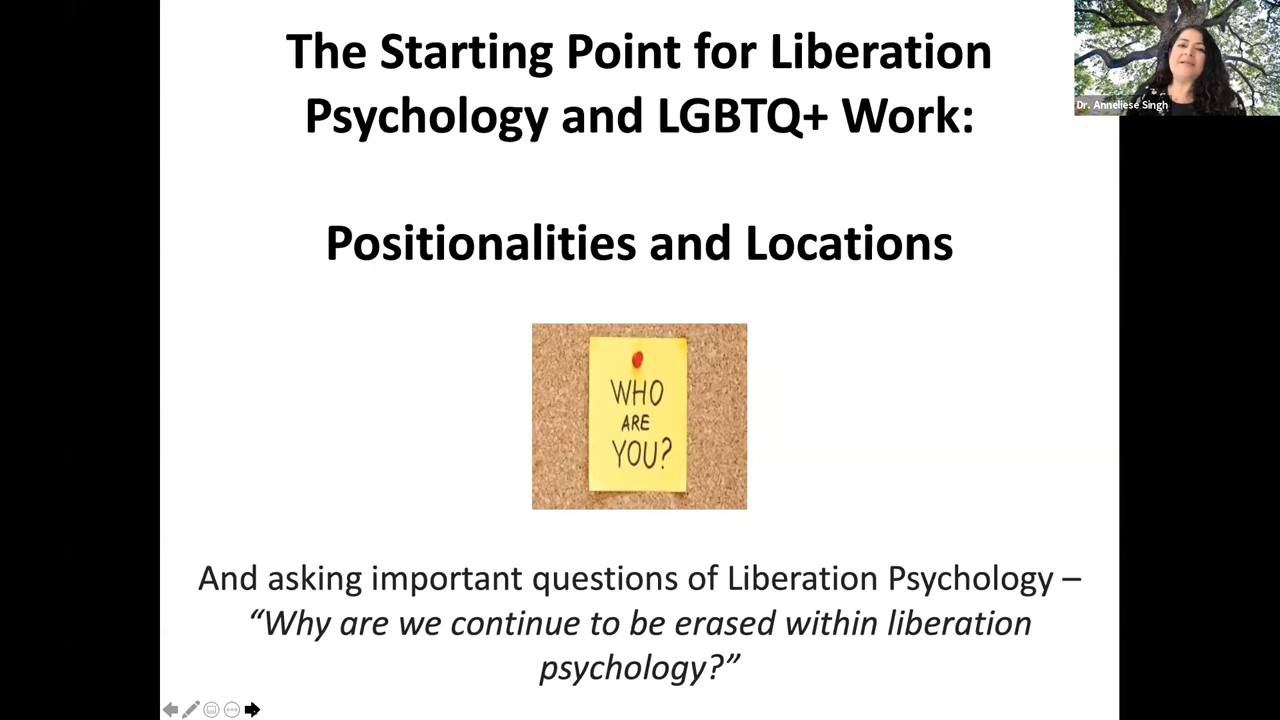 The Starting Point for Liberation
Psychology and LGBTQ+ Work:
Dr. Anneliese Singh
Positionalities and Locations
WHO
ARE
YOU?
And asking important questions of Liberation Psychology –
“Why are we continue to be erased within liberation
psychology?”